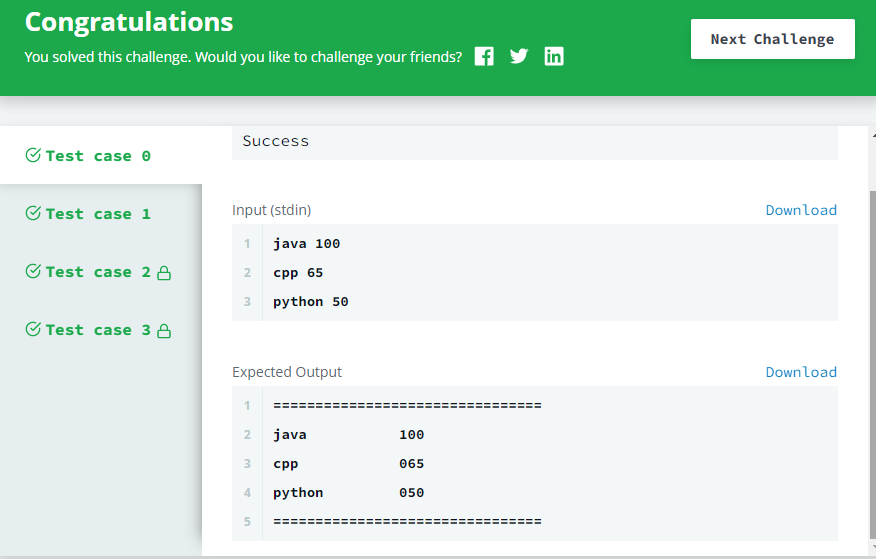 Congratulations
You solved this challenge. Would you like to challenge your friends?
Next Challenge
Test case 0
Test case 1
Test case 2
Test case 3
Success
Input (stdin)
Download
1 java 100
2 cpp 65
3 python 50
Expected Output
Download
1 ================================
2 java           100
3 cpp            065
4 python         050
5 ================================